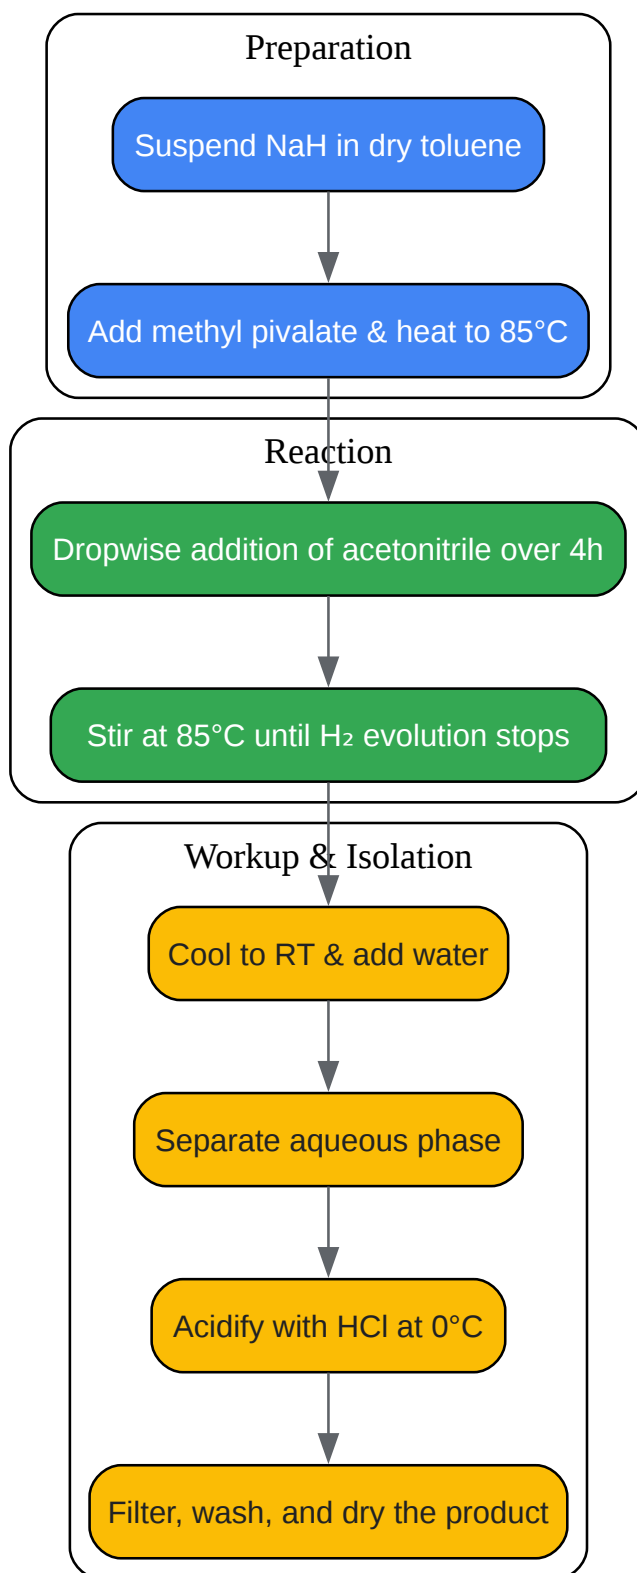 Preparation
Suspend NaH in dry toluene
Add methyl pivalate & heat to 85°C
Reaction
Dropwise addition of acetonitrile over 4h
Stir at 85°C until H₂ evolution stops
Workup & Isolation
Cool to RT & add water
Separate aqueous phase
Acidify with HCl at 0°C
Filter, wash, and dry the product